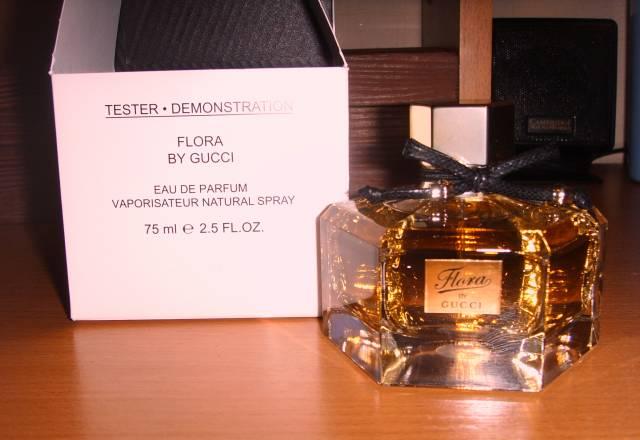 TESTER • DEMONSTRATION
FLORA
BY GUCCI
EAU DE PARFUM
VAPORISATEUR NATURAL SPRAY
75 ml ℮ 2.5 FL.OZ.
Flora
BY
GUCCI